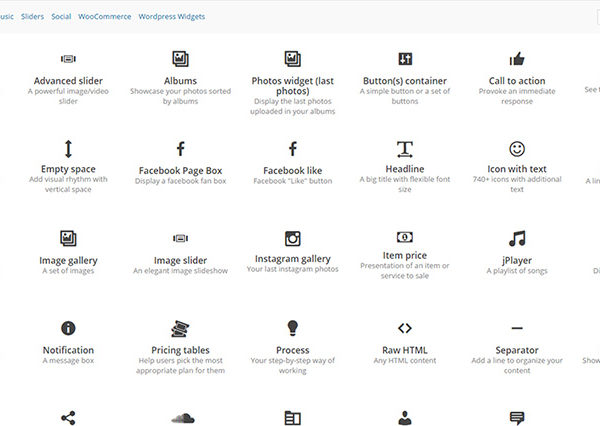 usic Sliders Social WooCommerce Wordpress Widgets
Advanced slider
A powerful image/video
slider
Albums
Showcase your photos sorted
by albums
Photos widget (last
photos)
Display the last photos
uploaded in your albums
Button(s) container
A simple button or a set of
buttons
Call to action
Provoke an immediate
response
See t
Empty space
Add visual rhythm with
vertical space
Facebook Page Box
Display a facebook fan box
Facebook like
Facebook "Like" button
Headline
A big title with flexible font
size
Icon with text
740+ icons with additional
text
A lin
Image gallery
A set of images
Image slider
An elegant image slideshow
Instagram gallery
Your last instagram photos
Item price
Presentation of an item or
service to sale
jPlayer
A playlist of songs
Di
Notification
A message box
Pricing tables
Help users pick the most
appropriate plan for them
Process
Your step-by-step way of
working
Raw HTML
Any HTML content
Separator
Add a line to organize your
content
Show